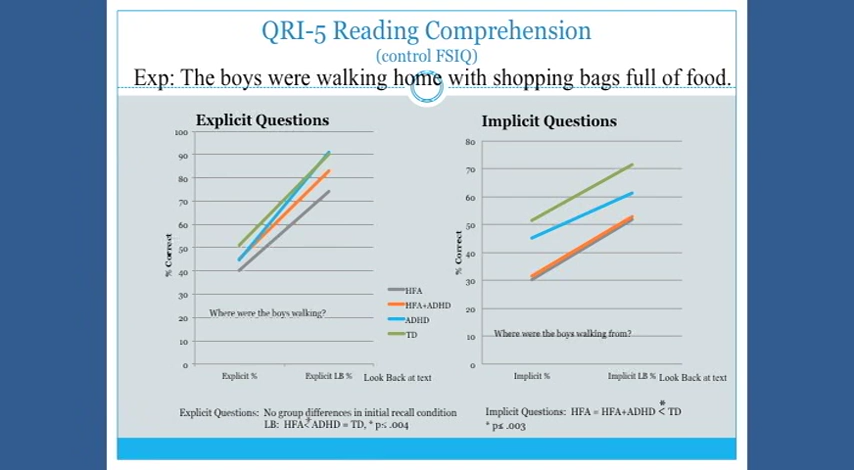 QRI-5 Reading Comprehension
(control FSIQ)
Exp: The boys were walking home with shopping bags full of food.
Explicit Questions
100
90
80
70
60
50
40
30
20
10
0
% Correct
Where were the boys walking?
Explicit %
Explicit LB %
Look Back at text
HFA
HFA+ADHD
ADHD
TD
Implicit Questions
80
70
60
50
40
30
20
10
0
% Correct
Where were the boys walking from?
Implicit %
Implicit LB %
Look Back at text
Explicit Questions: No group differences in initial recall condition
*
LB: HFA< ADHD = TD, * p≤ .004
*
Implicit Questions: HFA = HFA+ADHD < TD
* p≤ .003